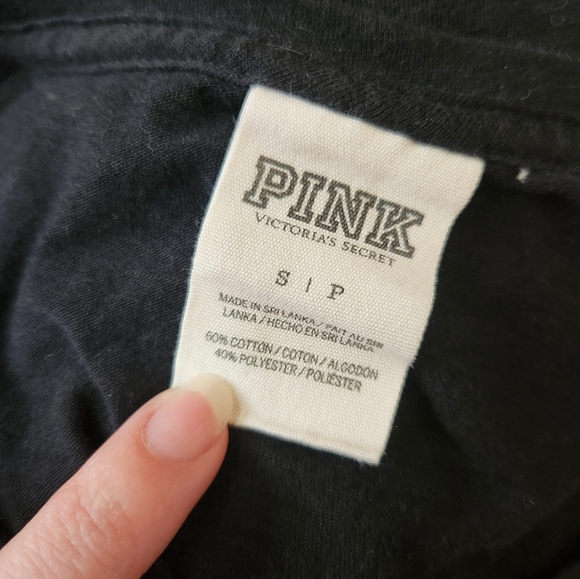 PINK
VICTORIA'S SECRET
S | P
MADE IN SRI LANKA / FAIT AU SRI
LANKA / HECHO EN SRI LANKA
60% COTTON / COTON / ALGODÓN
40% POLYESTER / POLIÉSTER